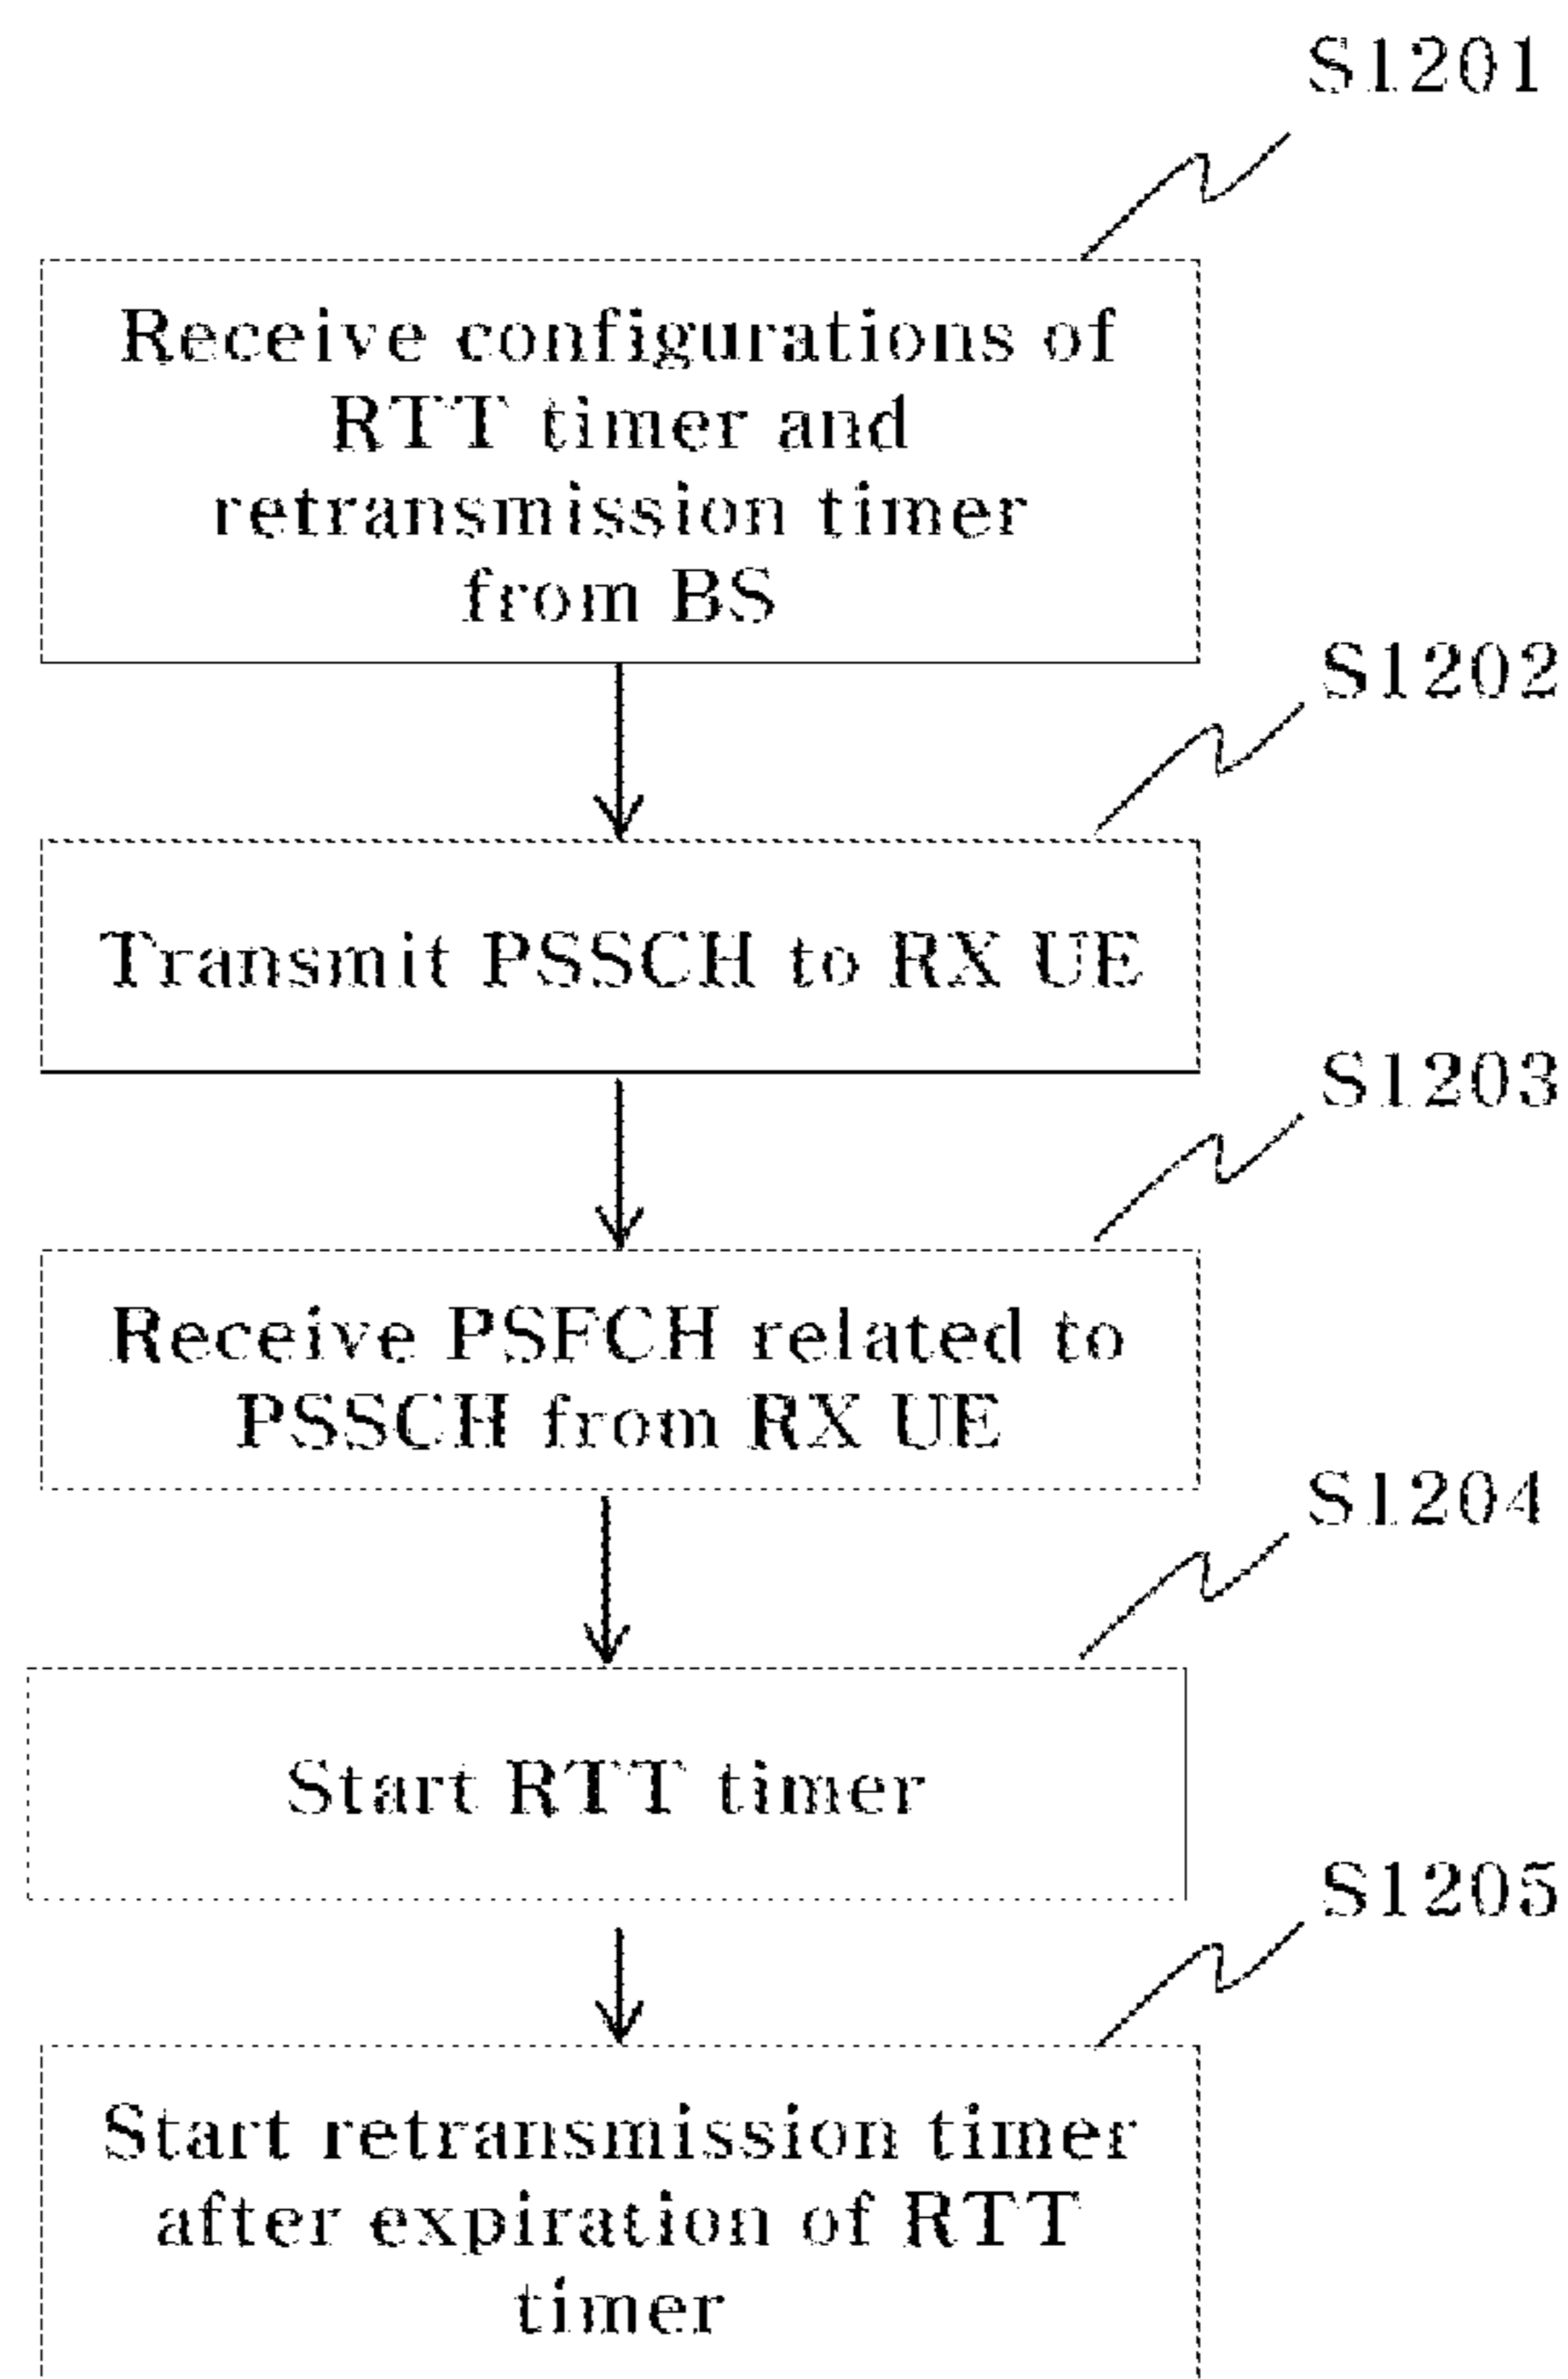 S1201
Receive configurations of
RTT timer and
retransmission timer
from BS
S1202
Transmit PSSCH to RX UE
S1203
Receive PSFCH related to
PSSCH from RX UE
S1204
Start RTT timer
S1205
Start retransmission timer
after expiration of RTT
timer